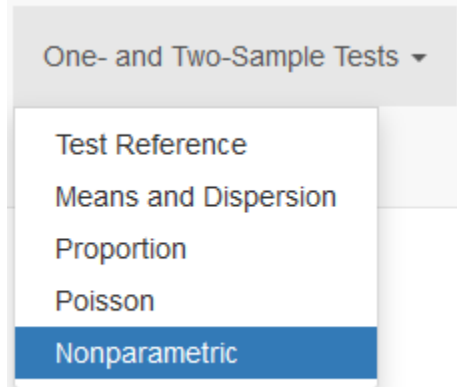 One- and Two-Sample Tests
Test Reference
Means and Dispersion
Proportion
Poisson
Nonparametric